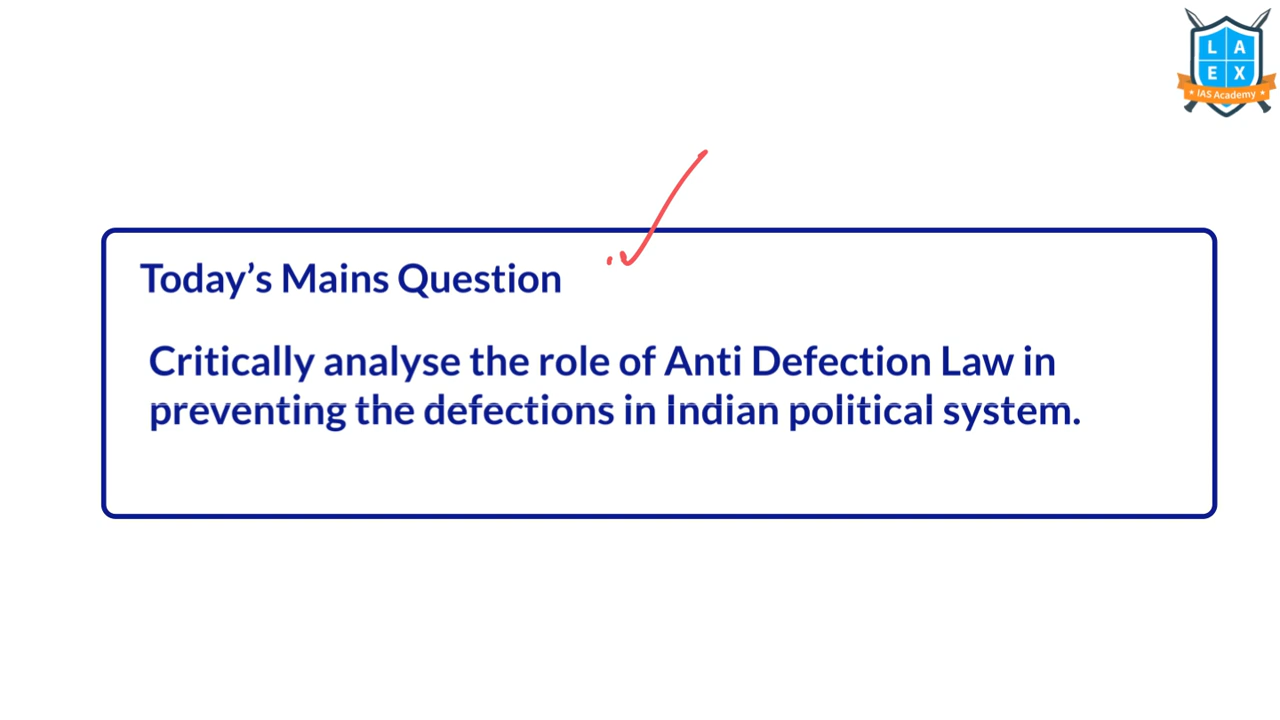 L A
E X
IAS Academy
Today's Mains Question
Critically analyse the role of Anti Defection Law in
preventing the defections in Indian political system.